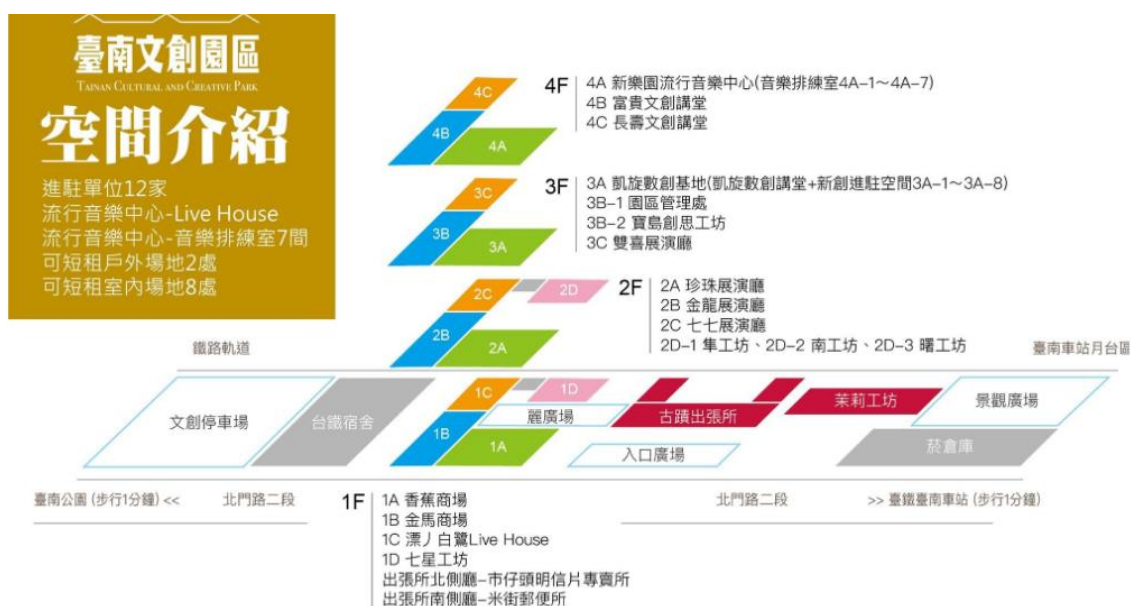 臺南文創園區
TAINAN CULTURAL AND CREATIVE PARK
空間介紹
進駐單位12家
流行音樂中心-Live House
流行音樂中心-音樂排練室7間
可短租戶外場地2處
可短租室內場地8處
4C
4B
4A
4F
4A 新樂園流行音樂中心(音樂排練室4A-1～4A-7)
4B 富貴文創講堂
4C 長壽文創講堂
3C
3B
3A
3F
3A 凱旋數創基地(凱旋數創講堂+新創進駐空間3A-1～3A-8)
3B-1 園區管理處
3B-2 寶島創思工坊
3C 雙喜展演廳
2C
2D
2B
2A
2F
2A 珍珠展演廳
2B 金龍展演廳
2C 七七展演廳
2D-1 隼工坊、2D-2 南工坊、2D-3 曙工坊
鐵路軌道
臺南車站月台區
文創停車場
台鐵宿舍
1C
1D
1B
1A
麗廣場
古蹟出張所
入口廣場
茉莉工坊
景觀廣場
菸倉庫
臺南公園 (步行1分鐘) <<
北門路二段
北門路二段
>> 臺鐵臺南車站 (步行1分鐘)
1F
1A 香蕉商場
1B 金馬商場
1C 漂丿白鷺Live House
1D 七星工坊
出張所北側廳-市仔頭明信片專賣所
出張所南側廳-米街郵便所